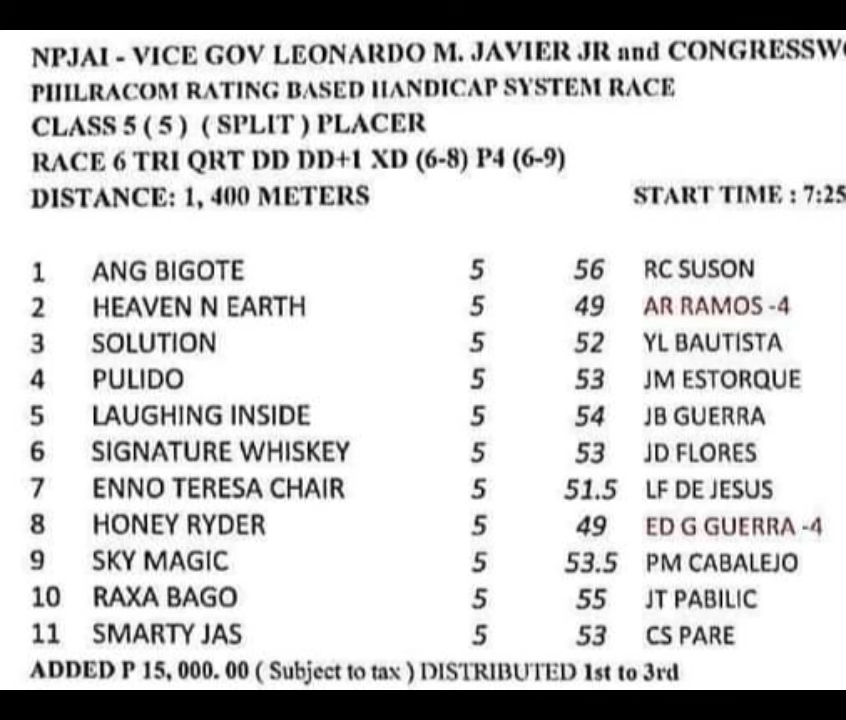 NPJAI - VICE GOV LEONARDO M. JAVIER JR and CONGRESSWO
PHILRACOM RATING BASED HANDICAP SYSTEM RACE
CLASS 5 ( 5 ) ( SPLIT ) PLACER
RACE 6 TRI QRT DD DD+1 XD (6-8) P4 (6-9)
DISTANCE: 1, 400 METERS START TIME : 7:25
1 ANG BIGOTE 5 56 RC SUSON
2 HEAVEN N EARTH 5 49 AR RAMOS -4
3 SOLUTION 5 52 YL BAUTISTA
4 PULIDO 5 53 JM ESTORQUE
5 LAUGHING INSIDE 5 54 JB GUERRA
6 SIGNATURE WHISKEY 5 53 JD FLORES
7 ENNO TERESA CHAIR 5 51.5 LF DE JESUS
8 HONEY RYDER 5 49 ED G GUERRA -4
9 SKY MAGIC 5 53.5 PM CABALEJO
10 RAXA BAGO 5 55 JT PABILIC
11 SMARTY JAS 5 53 CS PARE
ADDED P 15, 000. 00 ( Subject to tax ) DISTRIBUTED 1st to 3rd